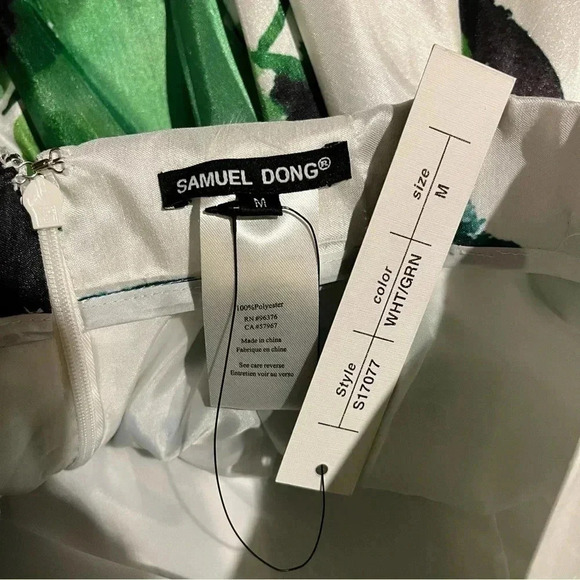 SAMUEL DONG®
M
100%Polyester
RN #96376
CA #57967
Made in china
Fabrique en chine
See care reverse
Entretien voir au verso
size
M
color
WHT/GRN
Style
S17077